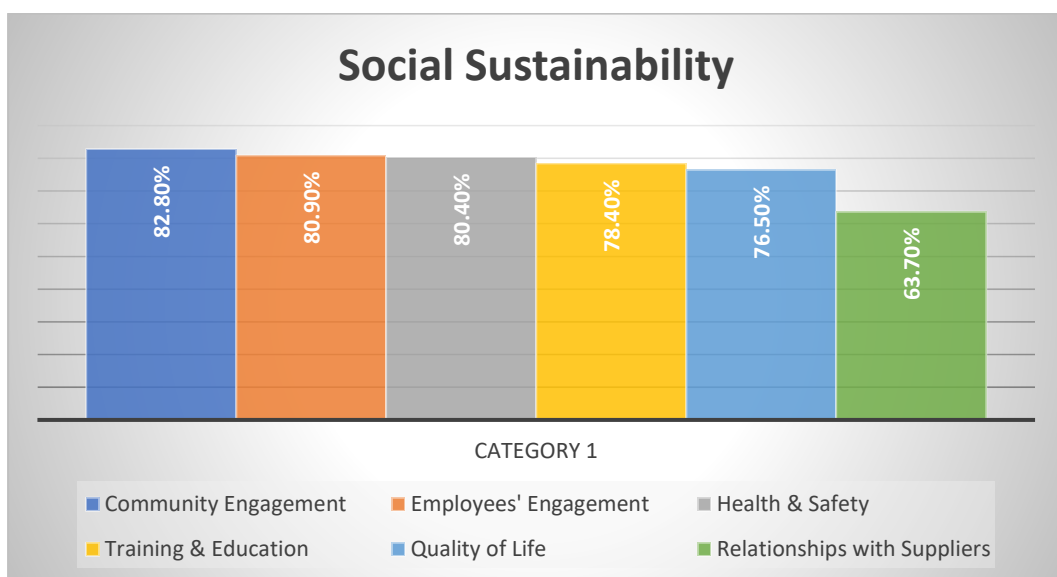 Social Sustainability
82.80%
80.90%
80.40%
78.40%
76.50%
63.70%
CATEGORY 1
Community Engagement
Employees' Engagement
Health & Safety
Training & Education
Quality of Life
Relationships with Suppliers